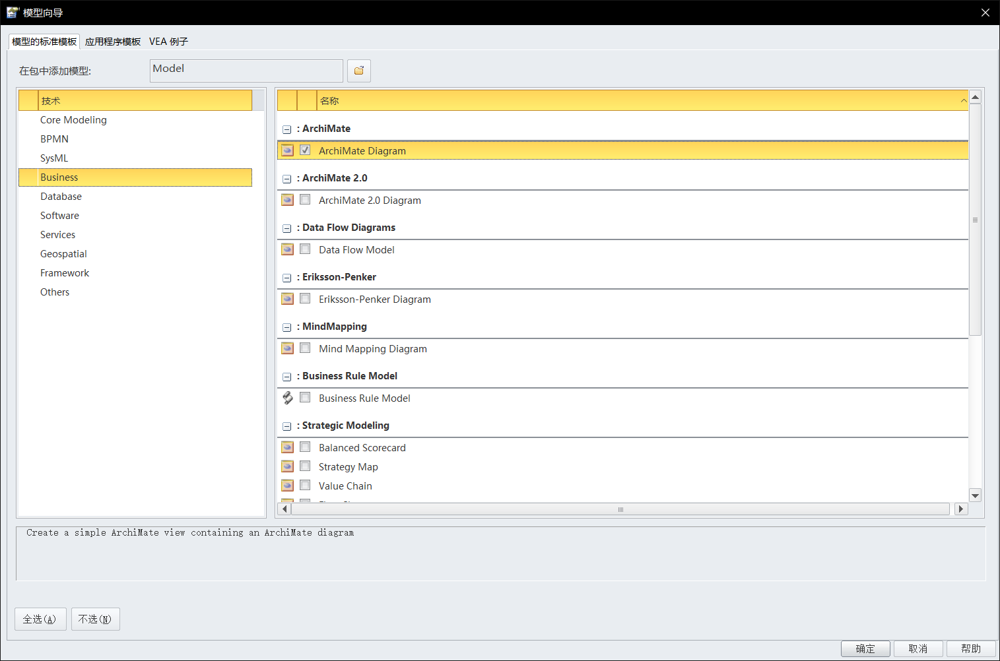 模型向导
模型的标准模板 应用程序模板 VEA 例子
在包中添加模型: Model
技术
Core Modeling
BPMN
SysML
Business
Database
Software
Services
Geospatial
Framework
Others
名称
: ArchiMate
ArchiMate Diagram
: ArchiMate 2.0
ArchiMate 2.0 Diagram
: Data Flow Diagrams
Data Flow Model
: Eriksson-Penker
Eriksson-Penker Diagram
: MindMapping
Mind Mapping Diagram
: Business Rule Model
Business Rule Model
: Strategic Modeling
Balanced Scorecard
Strategy Map
Value Chain
Create a simple ArchiMate view containing an ArchiMate diagram
全选(A) 不选(N)
确定 取消 帮助